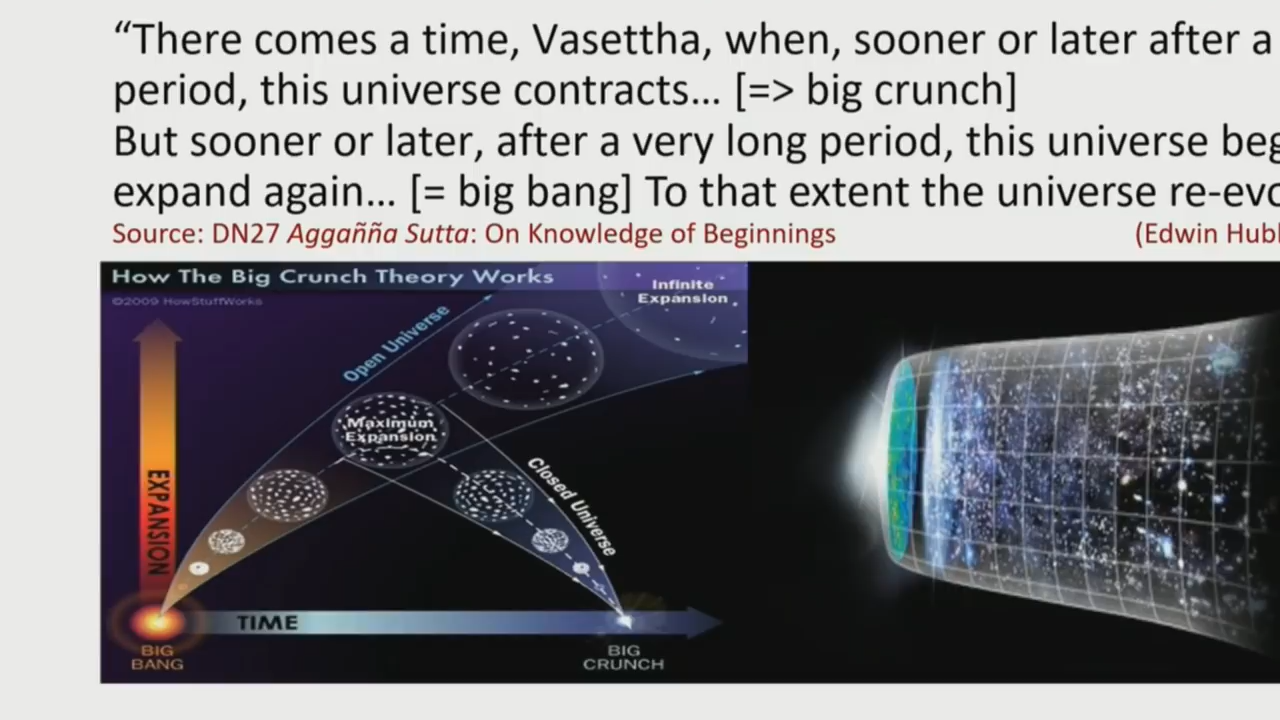 “There comes a time, Vasettha, when, sooner or later after a
period, this universe contracts... [=> big crunch]
But sooner or later, after a very long period, this universe beg
expand again... [= big bang] To that extent the universe re-evo
Source: DN27 Aggañña Sutta: On Knowledge of Beginnings (Edwin Hubb
How The Big Crunch Theory Works
©2009 HowStuffWorks
Infinite
Expansion
Open Universe
Maximum
Expansion
Closed Universe
EXPANSION
TIME
BIG
BANG
BIG
CRUNCH